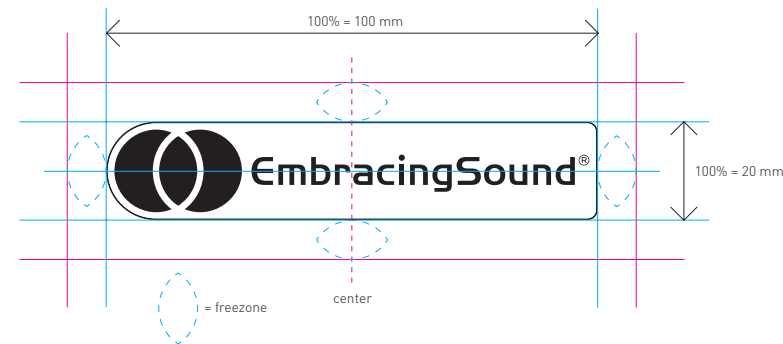 100% = 100 mm
EmbracingSound®
100% = 20 mm
center
= freezone